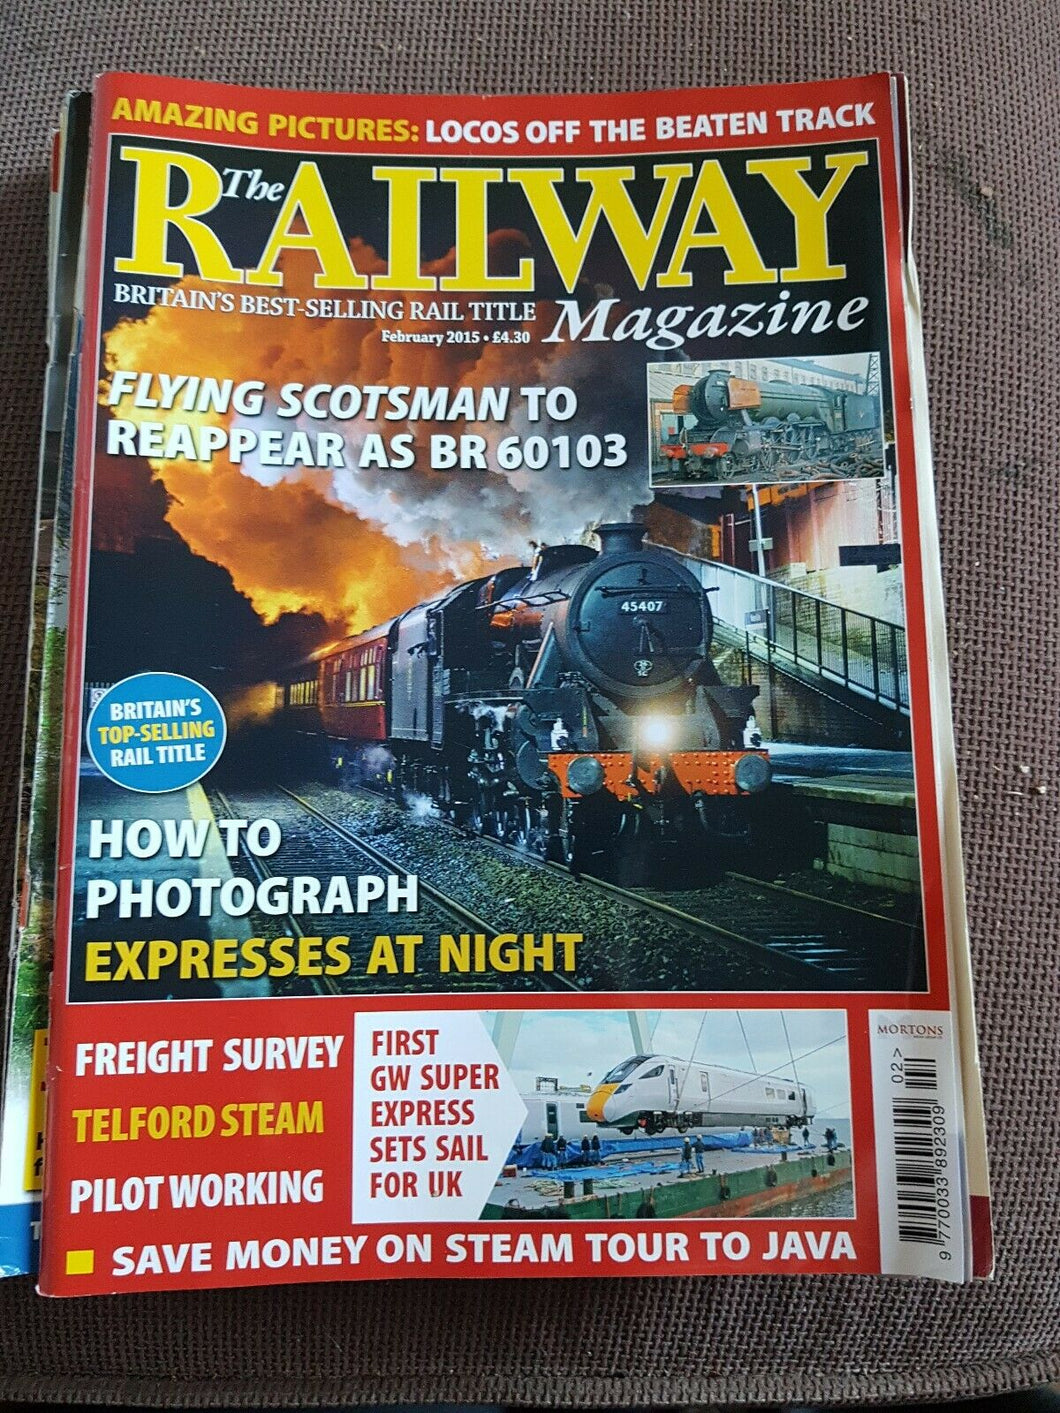 AMAZING PICTURES: LOCOS OFF THE BEATEN TRACK
The RAILWAY
BRITAIN'S BEST-SELLING RAIL TITLE
Magazine
February 2015 • £4.30
FLYING SCOTSMAN TO
REAPPEAR AS BR 60103
45407
BRITAIN'S
TOP-SELLING
RAIL TITLE
HOW TO
PHOTOGRAPH
EXPRESSES AT NIGHT
FREIGHT SURVEY
TELFORD STEAM
PILOT WORKING
FIRST
GW SUPER
EXPRESS
SETS SAIL
FOR UK
SAVE MONEY ON STEAM TOUR TO JAVA
MORTONS
02>
9 770033 892309